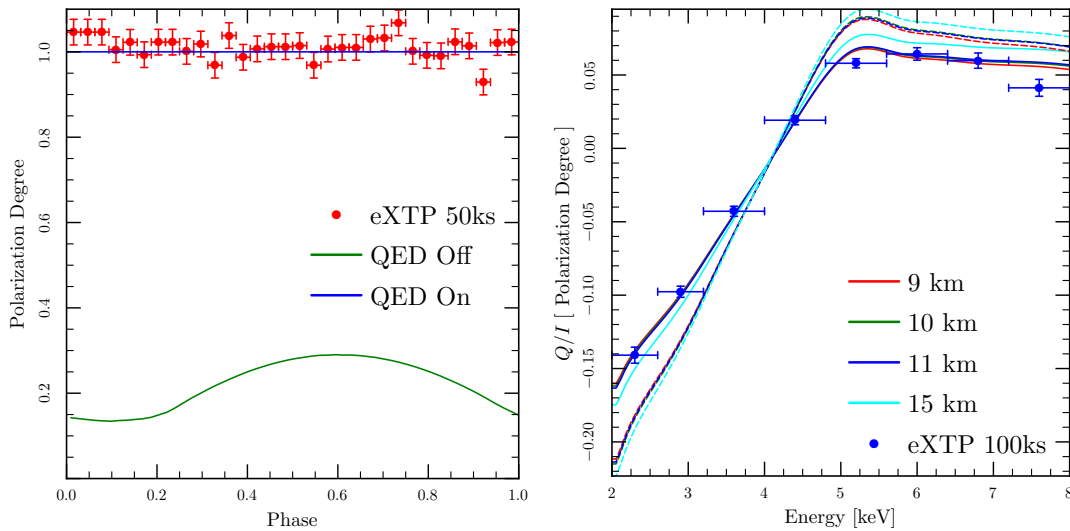 Polarization Degree
1.0
0.8
0.6
0.4
0.2
eXTP 50ks
QED Off
QED On
0.0 0.2 0.4 0.6 0.8 1.0
Phase
Q/I [ Polarization Degree ]
0.05
0.00
−0.05
−0.10
−0.15
−0.20
9 km
10 km
11 km
15 km
eXTP 100ks
2 3 4 5 6 7 8
Energy [keV]